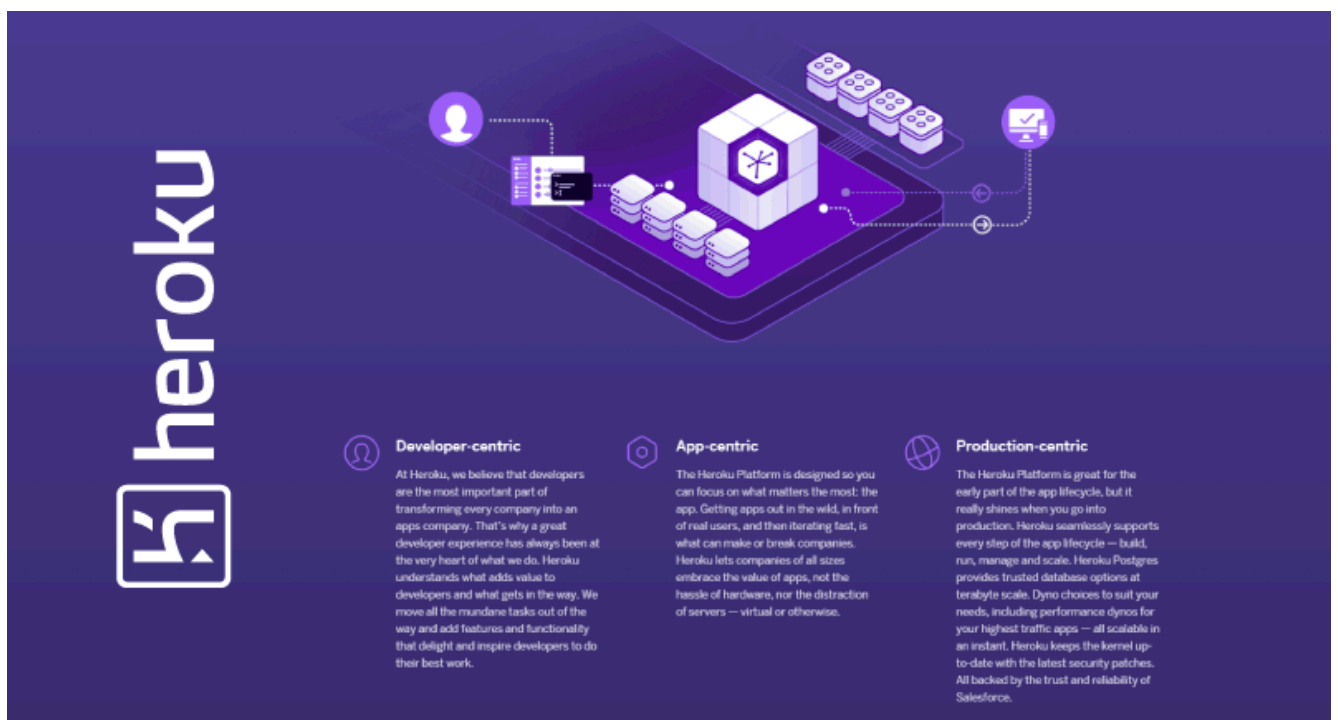 heroku
Developer-centric
At Heroku, we believe that developers
are the most important part of
transforming every company into an
apps company. That's why a great
developer experience has always been at
the very heart of what we do. Heroku
understands what adds value to
developers and what gets in the way. We
move all the mundane tasks out of the
way and add features and functionality
that delight and inspire developers to do
their best work.
App-centric
The Heroku Platform is designed so you
can focus on what matters the most: the
app. Getting apps out in the wild, in front
of real users, and then iterating fast, is
what can make or break companies.
Heroku lets companies of all sizes
embrace the value of apps, not the
hassle of hardware, nor the distraction
of servers — virtual or otherwise.
Production-centric
The Heroku Platform is great for the
early part of the app lifecycle, but it
really shines when you go into
production. Heroku seamlessly supports
every step of the app lifecycle — build,
run, manage and scale. Heroku Postgres
provides trusted database options at
terabyte scale. Dyno choices to suit your
needs, including performance dynos for
your highest traffic apps — all scalable in
an instant. Heroku keeps the kernel up-
to-date with the latest security patches.
All backed by the trust and reliability of
Salesforce.